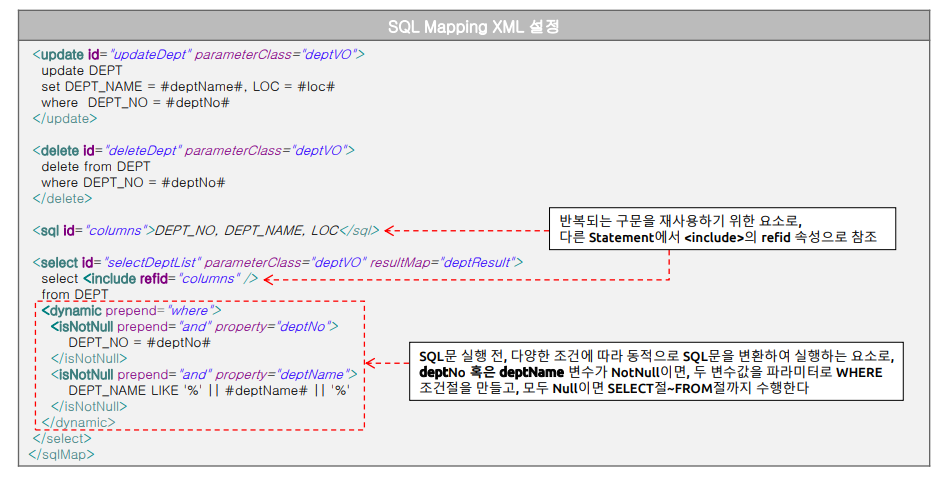 SQL Mapping XML 설정
<update id="updateDept" parameterClass="deptVO">
update DEPT
set DEPT_NAME = #deptName#, LOC = #loc#
where DEPT_NO = #deptNo#
</update>
<delete id="deleteDept" parameterClass="deptVO">
delete from DEPT
where DEPT_NO = #deptNo#
</delete>
<sql id="columns">DEPT_NO, DEPT_NAME, LOC</sql>
반복되는 구문을 재사용하기 위한 요소로,
다른 Statement에서 <include>의 refid 속성으로 참조
<select id="selectDeptList" parameterClass="deptVO" resultMap="deptResult">
select <include refid="columns" />
from DEPT
<dynamic prepend="where">
<isNotNull prepend="and" property="deptNo">
DEPT_NO = #deptNo#
</isNotNull>
<isNotNull prepend="and" property="deptName">
DEPT_NAME LIKE '%' || #deptName# || '%'
</isNotNull>
</dynamic>
SQL문 실행 전, 다양한 조건에 따라 동적으로 SQL문을 변환하여 실행하는 요소로,
deptNo 혹은 deptName 변수가 NotNull이면, 두 변수값을 파라미터로 WHERE
조건절을 만들고, 모두 Null이면 SELECT절~FROM절까지 수행한다
</select>
</sqlMap>